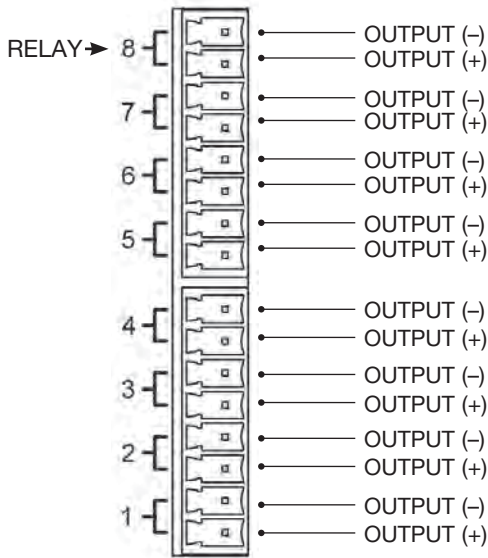 OUTPUT (–)
RELAY 8 OUTPUT (+)
OUTPUT (–)
7 OUTPUT (+)
OUTPUT (–)
6 OUTPUT (+)
OUTPUT (–)
5 OUTPUT (+)
OUTPUT (–)
4 OUTPUT (+)
OUTPUT (–)
3 OUTPUT (+)
OUTPUT (–)
2 OUTPUT (+)
OUTPUT (–)
1 OUTPUT (+)